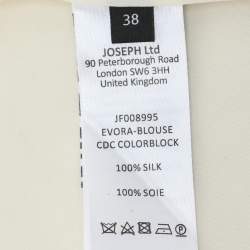 38
JOSEPH Ltd
90 Peterborough Road
London SW6 3HH
United Kingdom
JF008995
EVORA-BLOUSE
CDC COLORBLOCK
100% SILK
100% SOIE